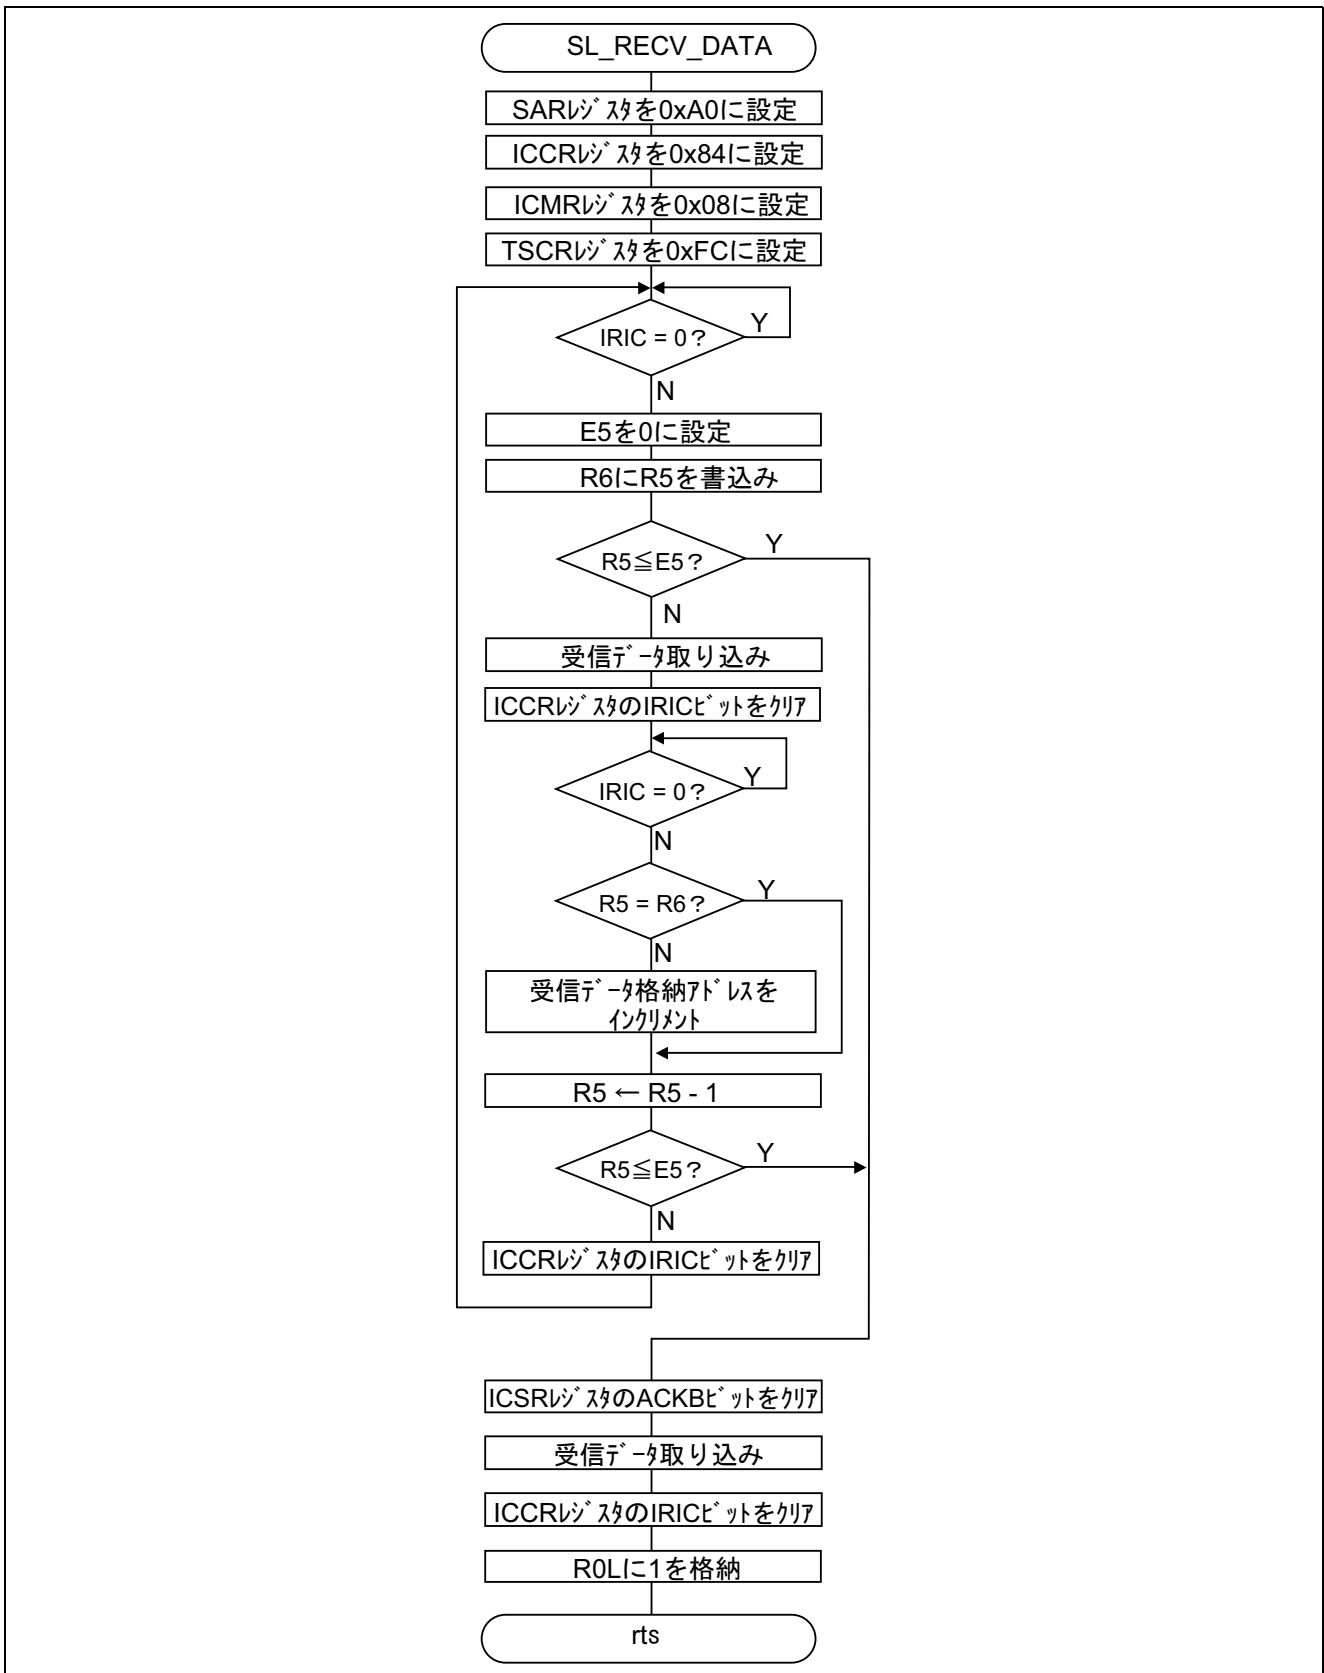 SL_RECV_DATA
SARﾚｼﾞｽﾀを0xA0に設定
ICCRﾚｼﾞｽﾀを0x84に設定
ICMRﾚｼﾞｽﾀを0x08に設定
TSCRﾚｼﾞｽﾀを0xFCに設定
IRIC = 0？
Y
N
E5を0に設定
R6にR5を書込み
R5≦E5？
Y
N
受信ﾃﾞｰﾀ取り込み
ICCRﾚｼﾞｽﾀのIRICﾋﾞｯﾄをｸﾘｱ
IRIC = 0？
Y
N
R5 = R6？
Y
N
受信ﾃﾞｰﾀ格納ｱﾄﾞﾚｽを
ｲﾝｸﾘﾒﾝﾄ
R5 ← R5 - 1
R5≦E5？
Y
N
ICCRﾚｼﾞｽﾀのIRICﾋﾞｯﾄをｸﾘｱ
ICSRﾚｼﾞｽﾀのACKBﾋﾞｯﾄをｸﾘｱ
受信ﾃﾞｰﾀ取り込み
ICCRﾚｼﾞｽﾀのIRICﾋﾞｯﾄをｸﾘｱ
R0Lに1を格納
rts